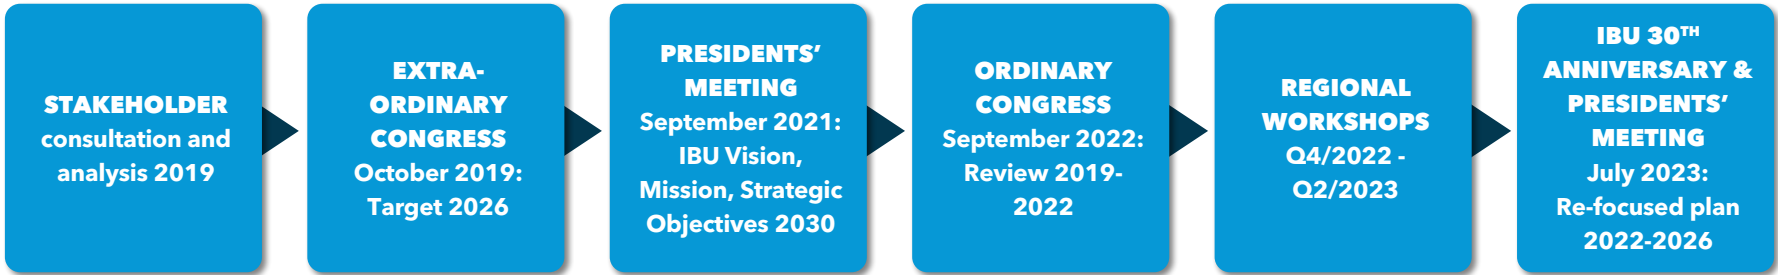 STAKEHOLDER
consultation and
analysis 2019
EXTRA-
ORDINARY
CONGRESS
October 2019:
Target 2026
PRESIDENTS’
MEETING
September 2021:
IBU Vision,
Mission, Strategic
Objectives 2030
ORDINARY
CONGRESS
September 2022:
Review 2019-
2022
REGIONAL
WORKSHOPS
Q4/2022 -
Q2/2023
IBU 30TH
ANNIVERSARY &
PRESIDENTS’
MEETING
July 2023:
Re-focused plan
2022-2026